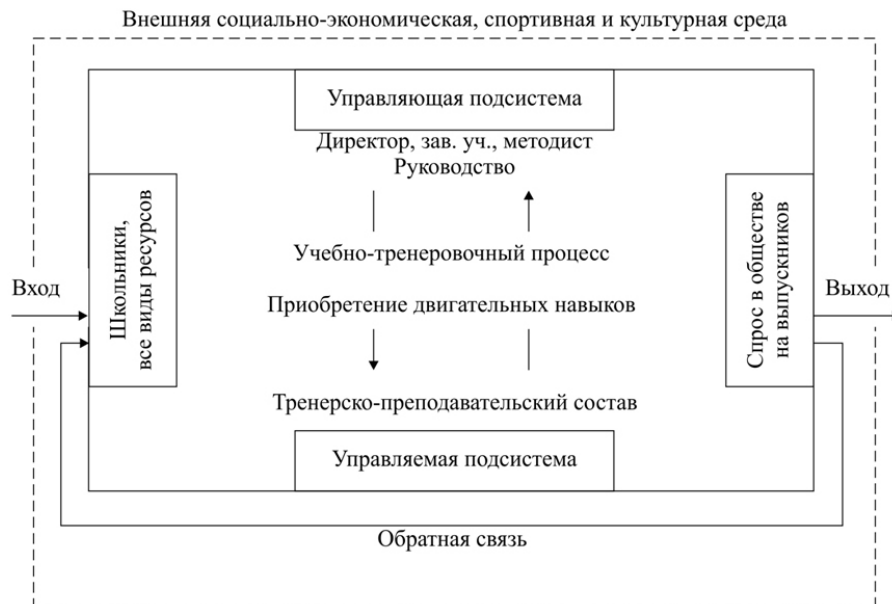 Внешняя социально-экономическая, спортивная и культурная среда
Управляющая подсистема
Директор, зав. уч., методист
Руководство
Школьники,
все виды ресурсов
Спрос в обществе
на выпускников
Учебно-тренеровочный процесс
Вход
Приобретение двигательных навыков
Выход
Тренерско-преподавательский состав
Управляемая подсистема
Обратная связь